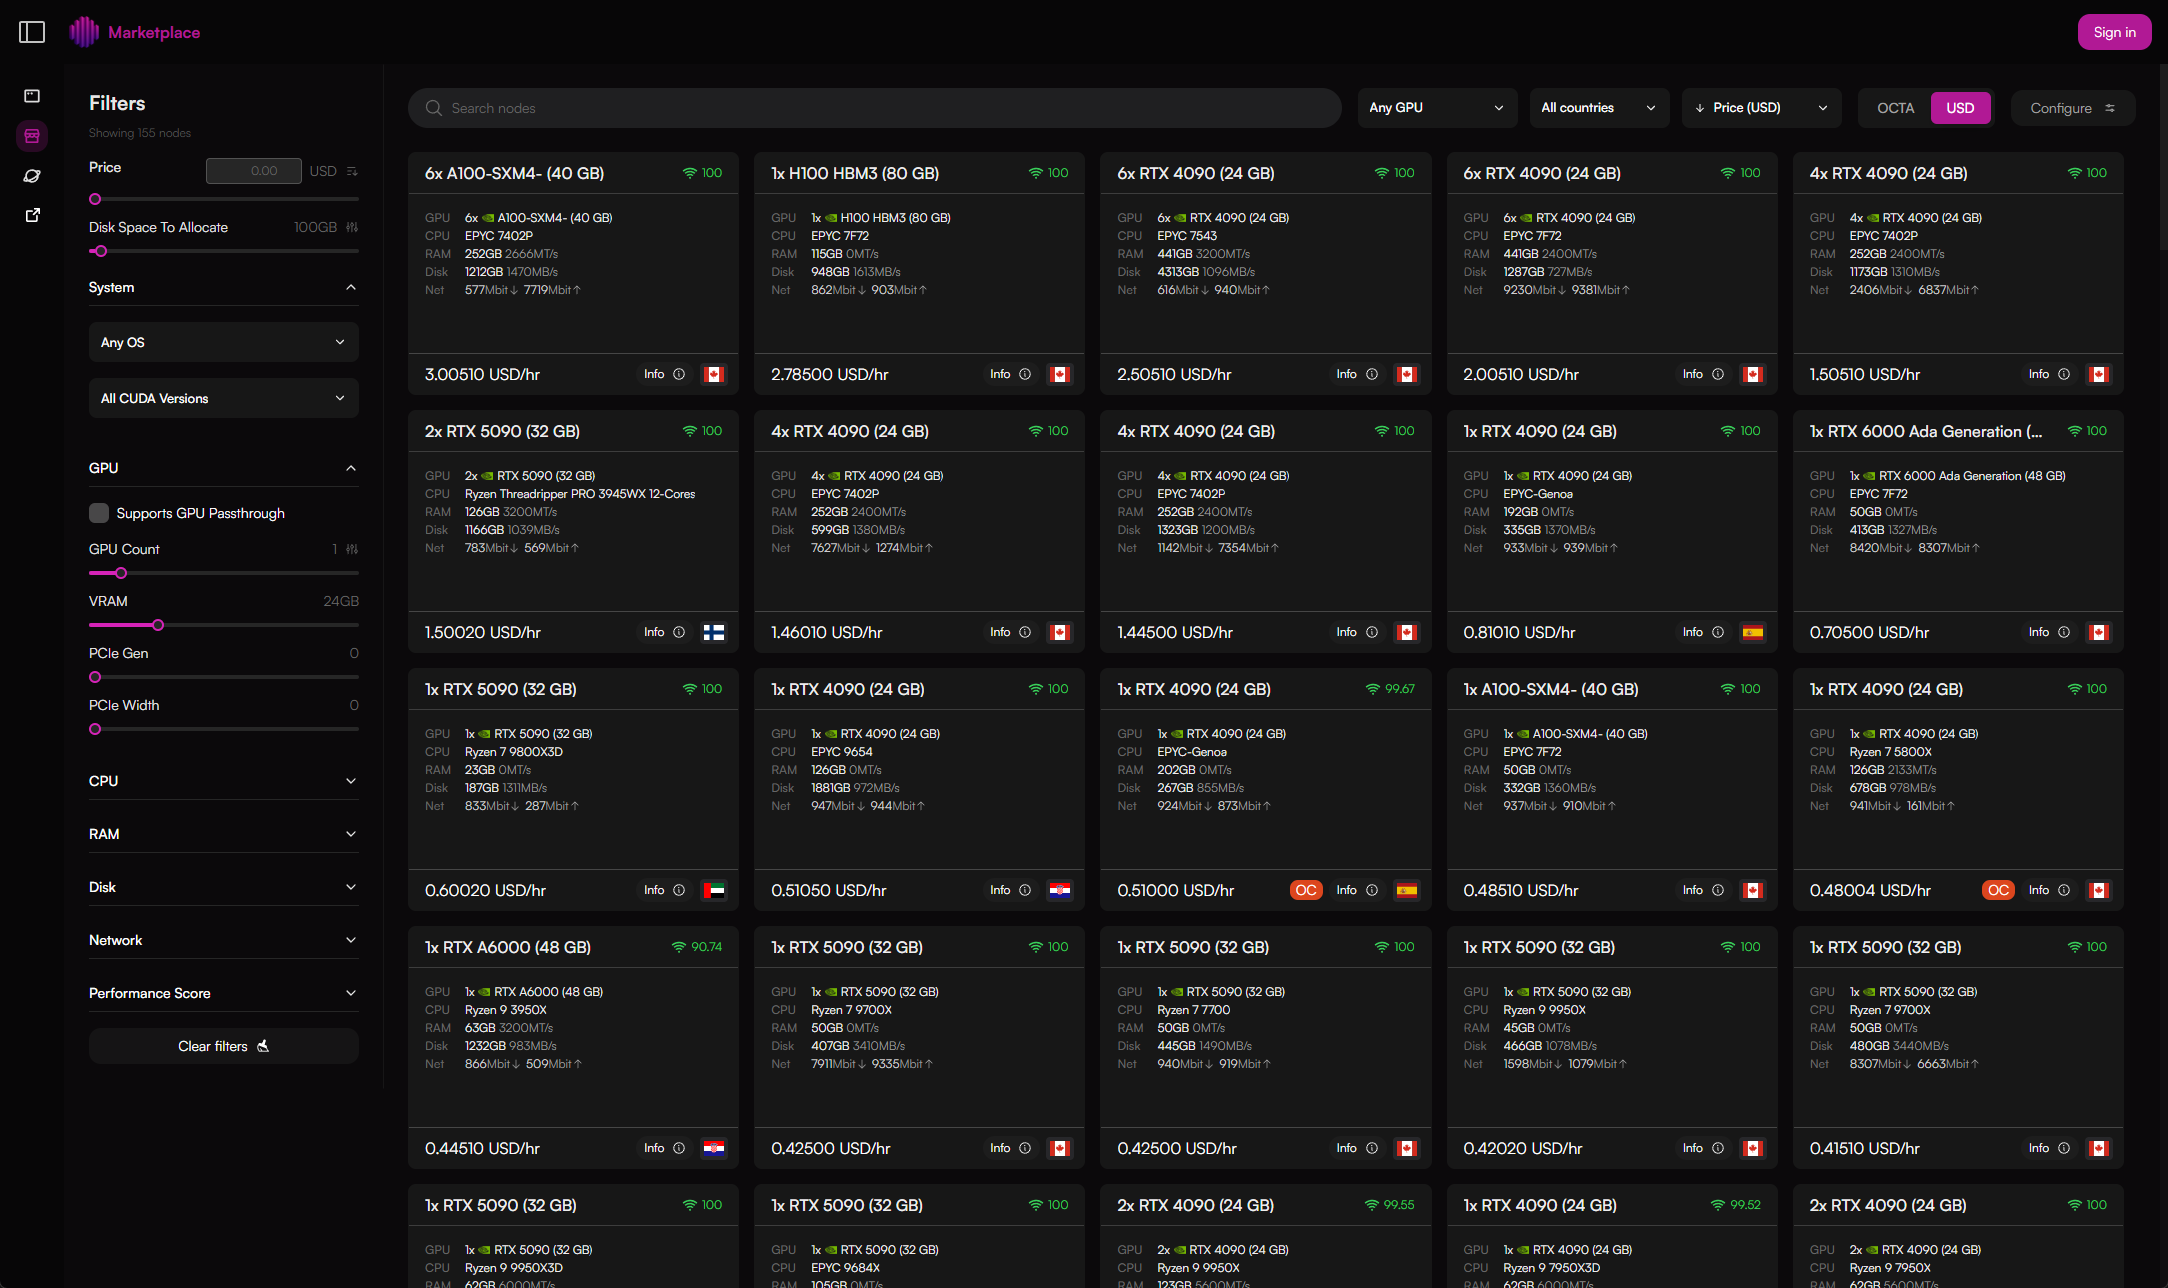 Marketplace
Sign in
Filters
Showing 155 nodes
Price 0.00 USD
Disk Space To Allocate 100GB
System
Any OS
All CUDA Versions
GPU
Supports GPU Passthrough
GPU Count 1
VRAM 24GB
PCIe Gen 0
PCIe Width 0
CPU
RAM
Disk
Network
Performance Score
Clear filters
Search nodes
Any GPU
All countries
↓ Price (USD)
OCTA USD
Configure
6x A100-SXM4- (40 GB) 100
GPU 6x A100-SXM4- (40 GB)
CPU EPYC 7402P
RAM 252GB 2666MT/s
Disk 1212GB 1470MB/s
Net 577Mbit↓ 7719Mbit↑
3.00510 USD/hr Info
1x H100 HBM3 (80 GB) 100
GPU 1x H100 HBM3 (80 GB)
CPU EPYC 7F72
RAM 115GB 0MT/s
Disk 948GB 1613MB/s
Net 862Mbit↓ 903Mbit↑
2.78500 USD/hr Info
6x RTX 4090 (24 GB) 100
GPU 6x RTX 4090 (24 GB)
CPU EPYC 7543
RAM 441GB 3200MT/s
Disk 4313GB 1096MB/s
Net 616Mbit↓ 940Mbit↑
2.50510 USD/hr Info
6x RTX 4090 (24 GB) 100
GPU 6x RTX 4090 (24 GB)
CPU EPYC 7F72
RAM 441GB 2400MT/s
Disk 1287GB 727MB/s
Net 9230Mbit↓ 9381Mbit↑
2.00510 USD/hr Info
4x RTX 4090 (24 GB) 100
GPU 4x RTX 4090 (24 GB)
CPU EPYC 7402P
RAM 252GB 2400MT/s
Disk 1173GB 1310MB/s
Net 2406Mbit↓ 6837Mbit↑
1.50510 USD/hr Info
2x RTX 5090 (32 GB) 100
GPU 2x RTX 5090 (32 GB)
CPU Ryzen Threadripper PRO 3945WX 12-Cores
RAM 126GB 3200MT/s
Disk 1166GB 1039MB/s
Net 783Mbit↓ 569Mbit↑
1.50020 USD/hr Info
4x RTX 4090 (24 GB) 100
GPU 4x RTX 4090 (24 GB)
CPU EPYC 7402P
RAM 252GB 2400MT/s
Disk 599GB 1380MB/s
Net 7627Mbit↓ 1274Mbit↑
1.46010 USD/hr Info
4x RTX 4090 (24 GB) 100
GPU 4x RTX 4090 (24 GB)
CPU EPYC 7402P
RAM 252GB 2400MT/s
Disk 1323GB 1200MB/s
Net 1142Mbit↓ 7354Mbit↑
1.44500 USD/hr Info
1x RTX 4090 (24 GB) 100
GPU 1x RTX 4090 (24 GB)
CPU EPYC-Genoa
RAM 192GB 0MT/s
Disk 335GB 1370MB/s
Net 933Mbit↓ 939Mbit↑
0.81010 USD/hr Info
1x RTX 6000 Ada Generation (... 100
GPU 1x RTX 6000 Ada Generation (48 GB)
CPU EPYC 7F72
RAM 50GB 0MT/s
Disk 413GB 1327MB/s
Net 8420Mbit↓ 8307Mbit↑
0.70500 USD/hr Info
1x RTX 5090 (32 GB) 100
GPU 1x RTX 5090 (32 GB)
CPU Ryzen 7 9800X3D
RAM 23GB 0MT/s
Disk 187GB 1311MB/s
Net 833Mbit↓ 287Mbit↑
0.60020 USD/hr Info
1x RTX 4090 (24 GB) 100
GPU 1x RTX 4090 (24 GB)
CPU EPYC 9654
RAM 126GB 0MT/s
Disk 1881GB 972MB/s
Net 947Mbit↓ 944Mbit↑
0.51050 USD/hr Info
1x RTX 4090 (24 GB) 99.67
GPU 1x RTX 4090 (24 GB)
CPU EPYC-Genoa
RAM 202GB 0MT/s
Disk 267GB 855MB/s
Net 924Mbit↓ 873Mbit↑
0.51000 USD/hr OC Info
1x A100-SXM4- (40 GB) 100
GPU 1x A100-SXM4- (40 GB)
CPU EPYC 7F72
RAM 50GB 0MT/s
Disk 332GB 1360MB/s
Net 937Mbit↓ 910Mbit↑
0.48510 USD/hr Info
1x RTX 4090 (24 GB) 100
GPU 1x RTX 4090 (24 GB)
CPU Ryzen 7 5800X
RAM 126GB 2133MT/s
Disk 678GB 978MB/s
Net 941Mbit↓ 161Mbit↑
0.48004 USD/hr OC Info
1x RTX A6000 (48 GB) 90.74
GPU 1x RTX A6000 (48 GB)
CPU Ryzen 9 3950X
RAM 63GB 3200MT/s
Disk 1232GB 983MB/s
Net 866Mbit↓ 509Mbit↑
0.44510 USD/hr Info
1x RTX 5090 (32 GB) 100
GPU 1x RTX 5090 (32 GB)
CPU Ryzen 7 9700X
RAM 50GB 0MT/s
Disk 407GB 3410MB/s
Net 7911Mbit↓ 9335Mbit↑
0.42500 USD/hr Info
1x RTX 5090 (32 GB) 100
GPU 1x RTX 5090 (32 GB)
CPU Ryzen 7 7700
RAM 50GB 0MT/s
Disk 445GB 1490MB/s
Net 940Mbit↓ 919Mbit↑
0.42500 USD/hr Info
1x RTX 5090 (32 GB) 100
GPU 1x RTX 5090 (32 GB)
CPU Ryzen 9 9950X
RAM 45GB 0MT/s
Disk 466GB 1078MB/s
Net 1598Mbit↓ 1079Mbit↑
0.42020 USD/hr Info
1x RTX 5090 (32 GB) 100
GPU 1x RTX 5090 (32 GB)
CPU Ryzen 7 9700X
RAM 50GB 0MT/s
Disk 480GB 3440MB/s
Net 8307Mbit↓ 6663Mbit↑
0.41510 USD/hr Info
1x RTX 5090 (32 GB) 100
GPU 1x RTX 5090 (32 GB)
CPU Ryzen 9 9950X3D
RAM 62GB 6000MT/s
1x RTX 5090 (32 GB) 100
GPU 1x RTX 5090 (32 GB)
CPU EPYC 9684X
RAM 105GB 0MT/s
2x RTX 4090 (24 GB) 99.55
GPU 2x RTX 4090 (24 GB)
CPU Ryzen 9 9950X
RAM 123GB 5600MT/s
1x RTX 4090 (24 GB) 99.52
GPU 1x RTX 4090 (24 GB)
CPU Ryzen 9 7950X3D
RAM 62GB 6000MT/s
2x RTX 4090 (24 GB) 100
GPU 2x RTX 4090 (24 GB)
CPU Ryzen 9 7950X
RAM 62GB 5600MT/s